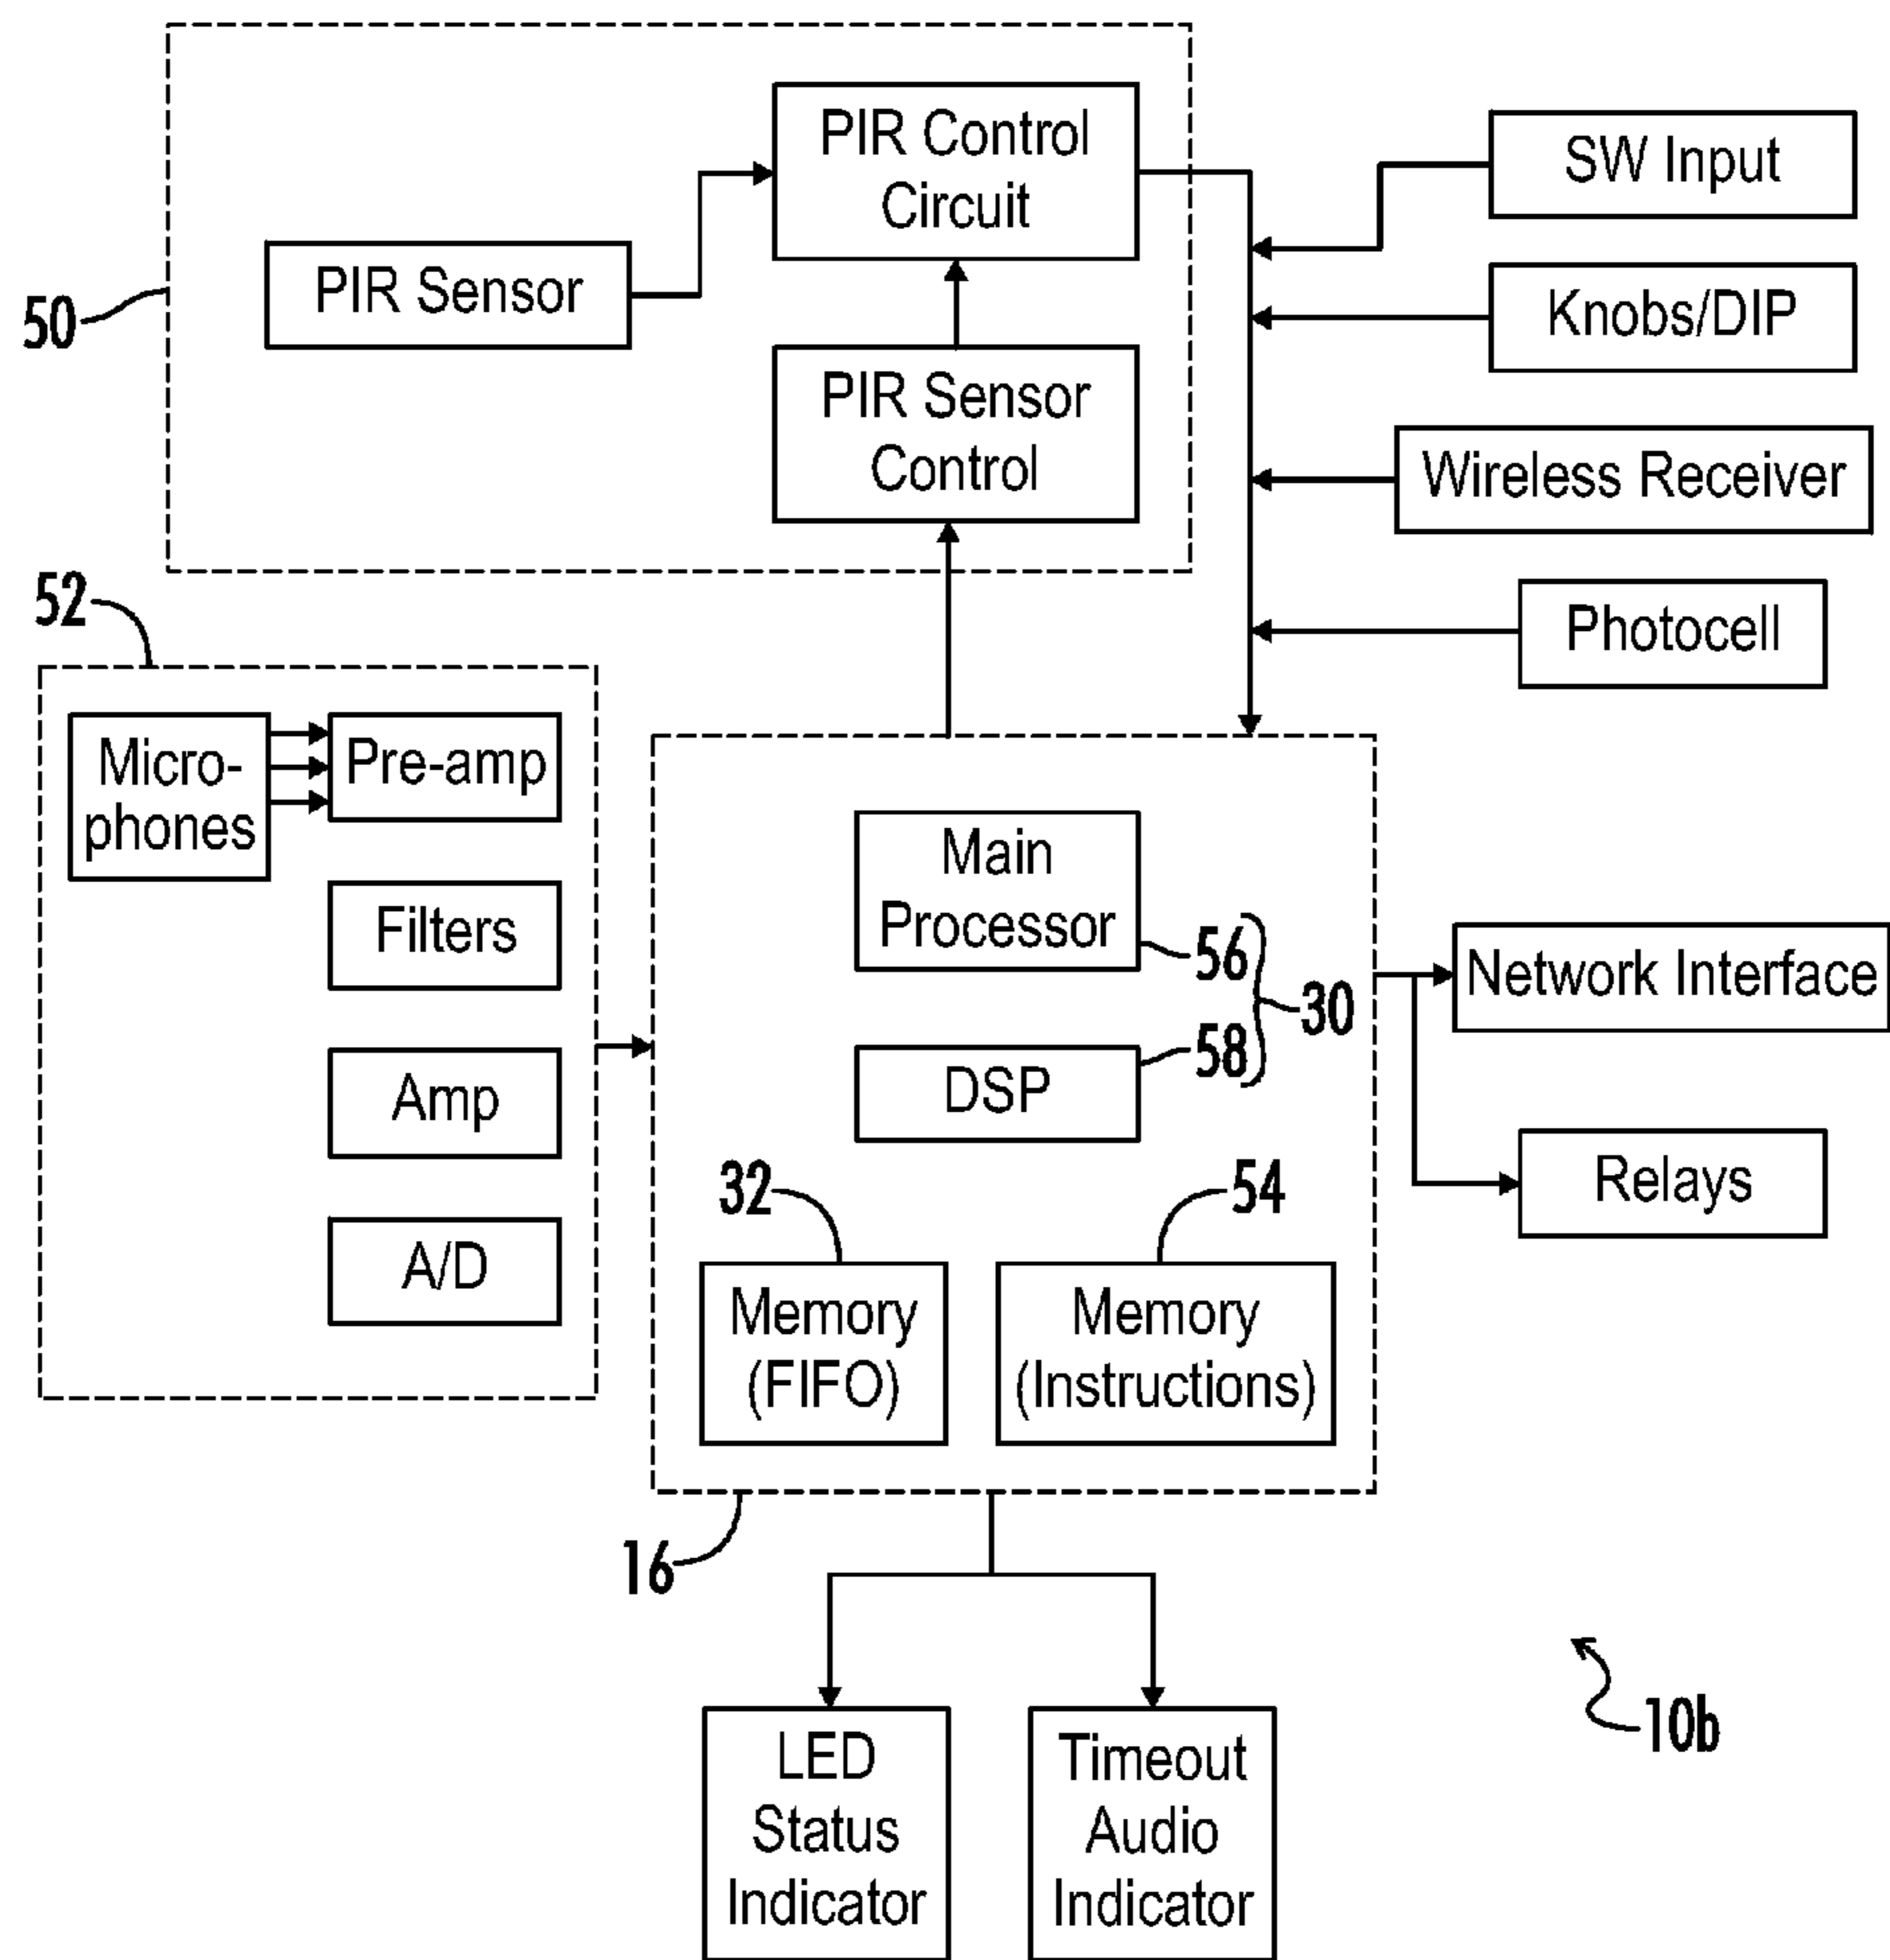 PIR Control
Circuit
SW Input
PIR Sensor
Knobs/DIP
50
PIR Sensor
Control
Wireless Receiver
52
Photocell
Micro-
phones
Pre-amp
Main
Processor
Filters
56
Network Interface
30
58
DSP
Amp
32
54
Relays
A/D
Memory
(FIFO)
Memory
(Instructions)
16
10b
LED
Status
Indicator
Timeout
Audio
Indicator